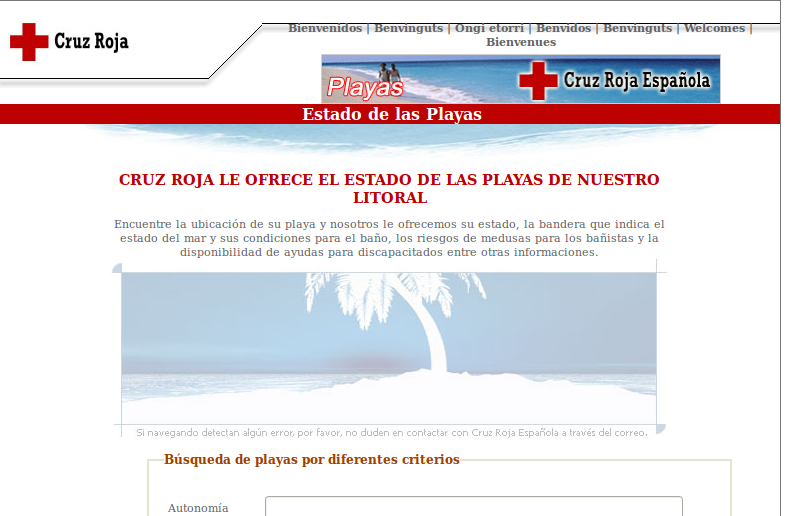 Cruz Roja
Bienvenidos | Benvinguts | Ongi etorri | Benvidos | Benvinguts | Welcomes |
Bienvenues
Playas
Cruz Roja Española
Estado de las Playas
CRUZ ROJA LE OFRECE EL ESTADO DE LAS PLAYAS DE NUESTRO
LITORAL
Encuentre la ubicación de su playa y nosotros le ofrecemos su estado, la bandera que indica el
estado del mar y sus condiciones para el baño, los riesgos de medusas para los bañistas y la
disponibilidad de ayudas para discapacitados entre otras informaciones.
Si navegando detectan algún error, por favor, no duden en contactar con Cruz Roja Española a través del correo.
Búsqueda de playas por diferentes criterios
Autonomía